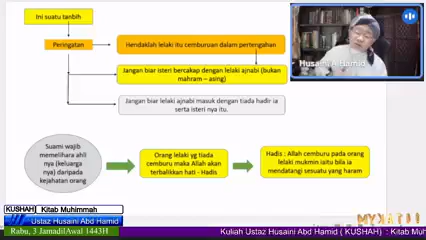 Ini suatu tanbih
Peringatan
Hendaklah lelaki itu cemburuan dalam pertengahan
Jangan biar isteri bercakap dengan lelaki ajnabi (bukan
mahram – asing)
Jangan biar lelaki ajnabi masuk dengan tiada hadir ia
serta isteri nya itu.
Suami wajib
memelihara ahli
nya (keluarga
nya) daripada
kejahatan orang
Orang lelaki yg tiada
cemburu maka Allah akan
terbalikkan hati - Hadis
Hadis : Allah cemburu pada orang
lelaki mukmin iaitu bila ia
mendatangi sesuatu yang haram
Husaini A Hamid
KUSHAH
Kitab Muhimmah
Ustaz Husaini Abd Hamid
Rabu, 3 JamadilAwal 1443H
Kuliah Ustaz Husaini Abd Hamid ( KUSHAH) : Kitab Mu